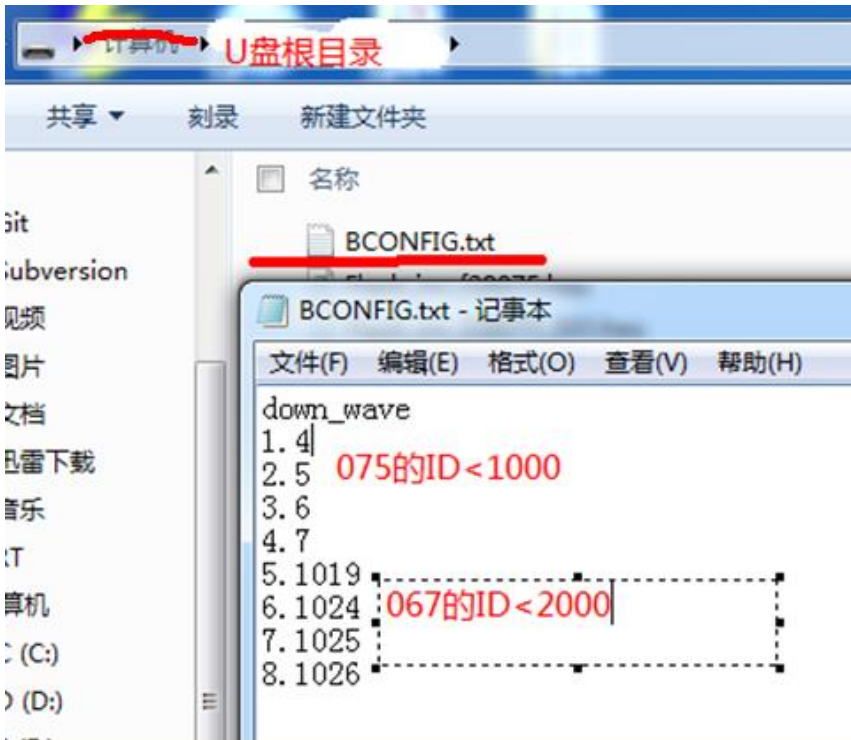 计算机
U盘根目录
共享
刻录
新建文件夹
名称
Git
Subversion
视频
图片
文档
迅雷下载
音乐
BCONFIG.txt
BCONFIG.txt - 记事本
文件(F) 编辑(E) 格式(O) 查看(V) 帮助(H)
down_wave
1.4
2.5
075的ID<1000
3.6
4.7
5.1019
6.1024
067的ID<2000
7.1025
8.1026
RT
算机
(C:)
(D:)